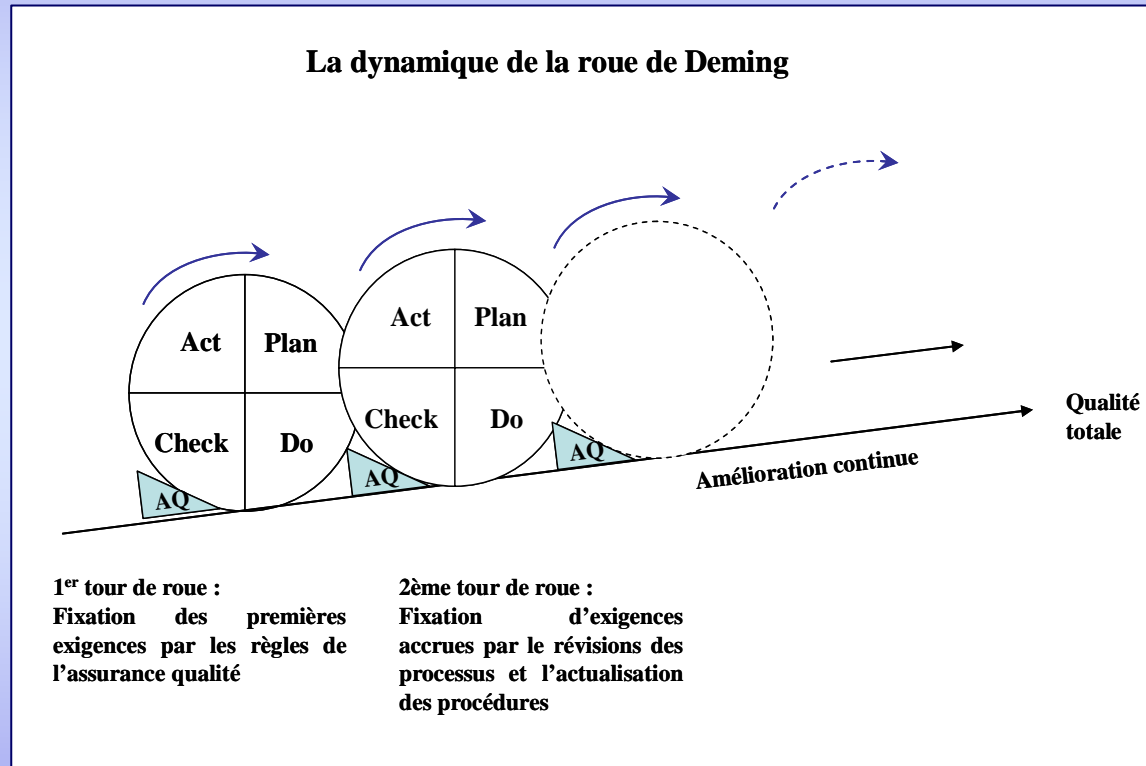 La dynamique de la roue de Deming
Act Plan
Check Do
AQ
Act Plan
Check Do
AQ
AQ
Amélioration continue
Qualité
totale
1er tour de roue :
Fixation des premières
exigences par les règles de
l’assurance qualité
2ème tour de roue :
Fixation d’exigences
accrues par le révisions des
processus et l’actualisation
des procédures